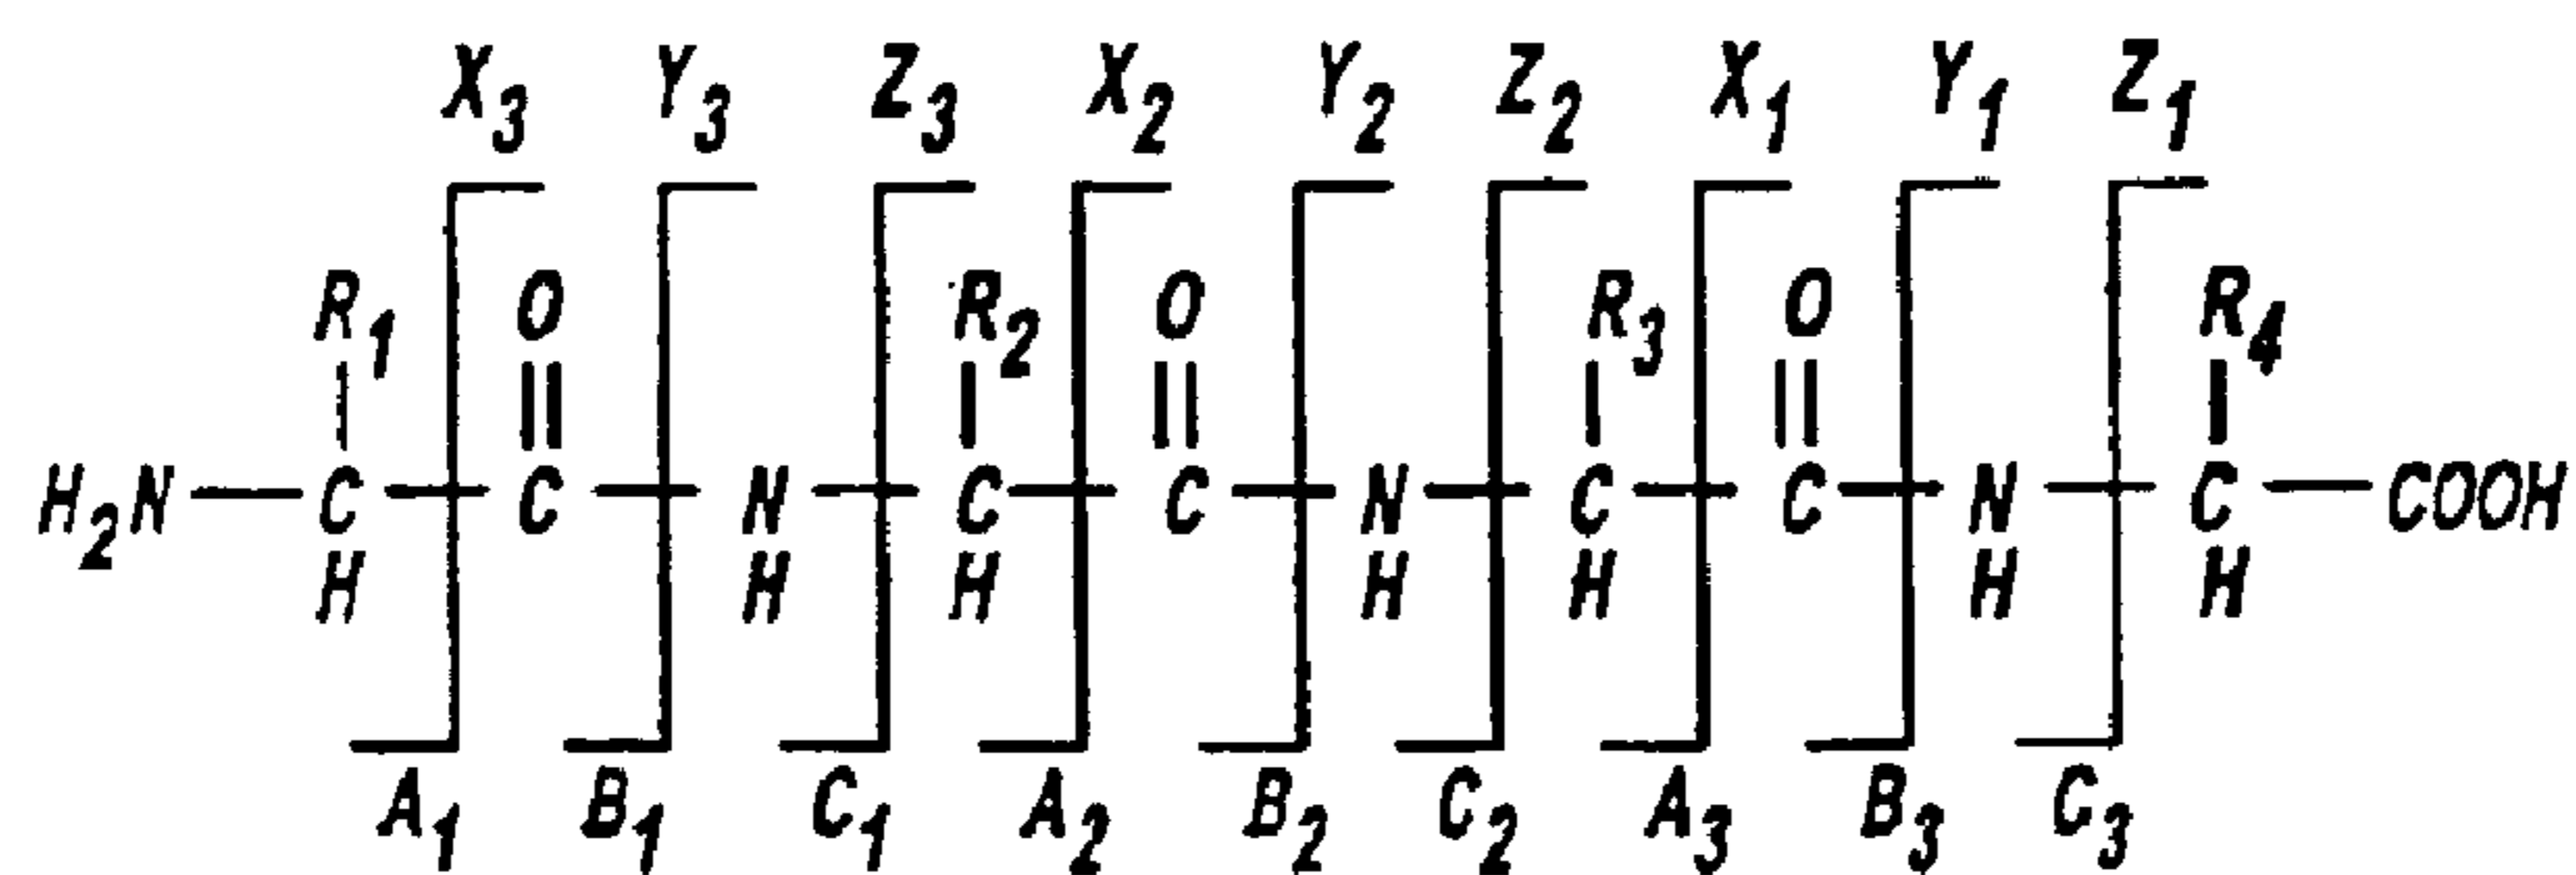 X₃ Y₃ Z₃ X₂ Y₂ Z₂ X₁ Y₁ Z₁
R₁ O R₂ O R₃ O R₄
H₂N C C N C C N C C N C COOH
H H H H H H H
A₁ B₁ C₁ A₂ B₂ C₂ A₃ B₃ C₃